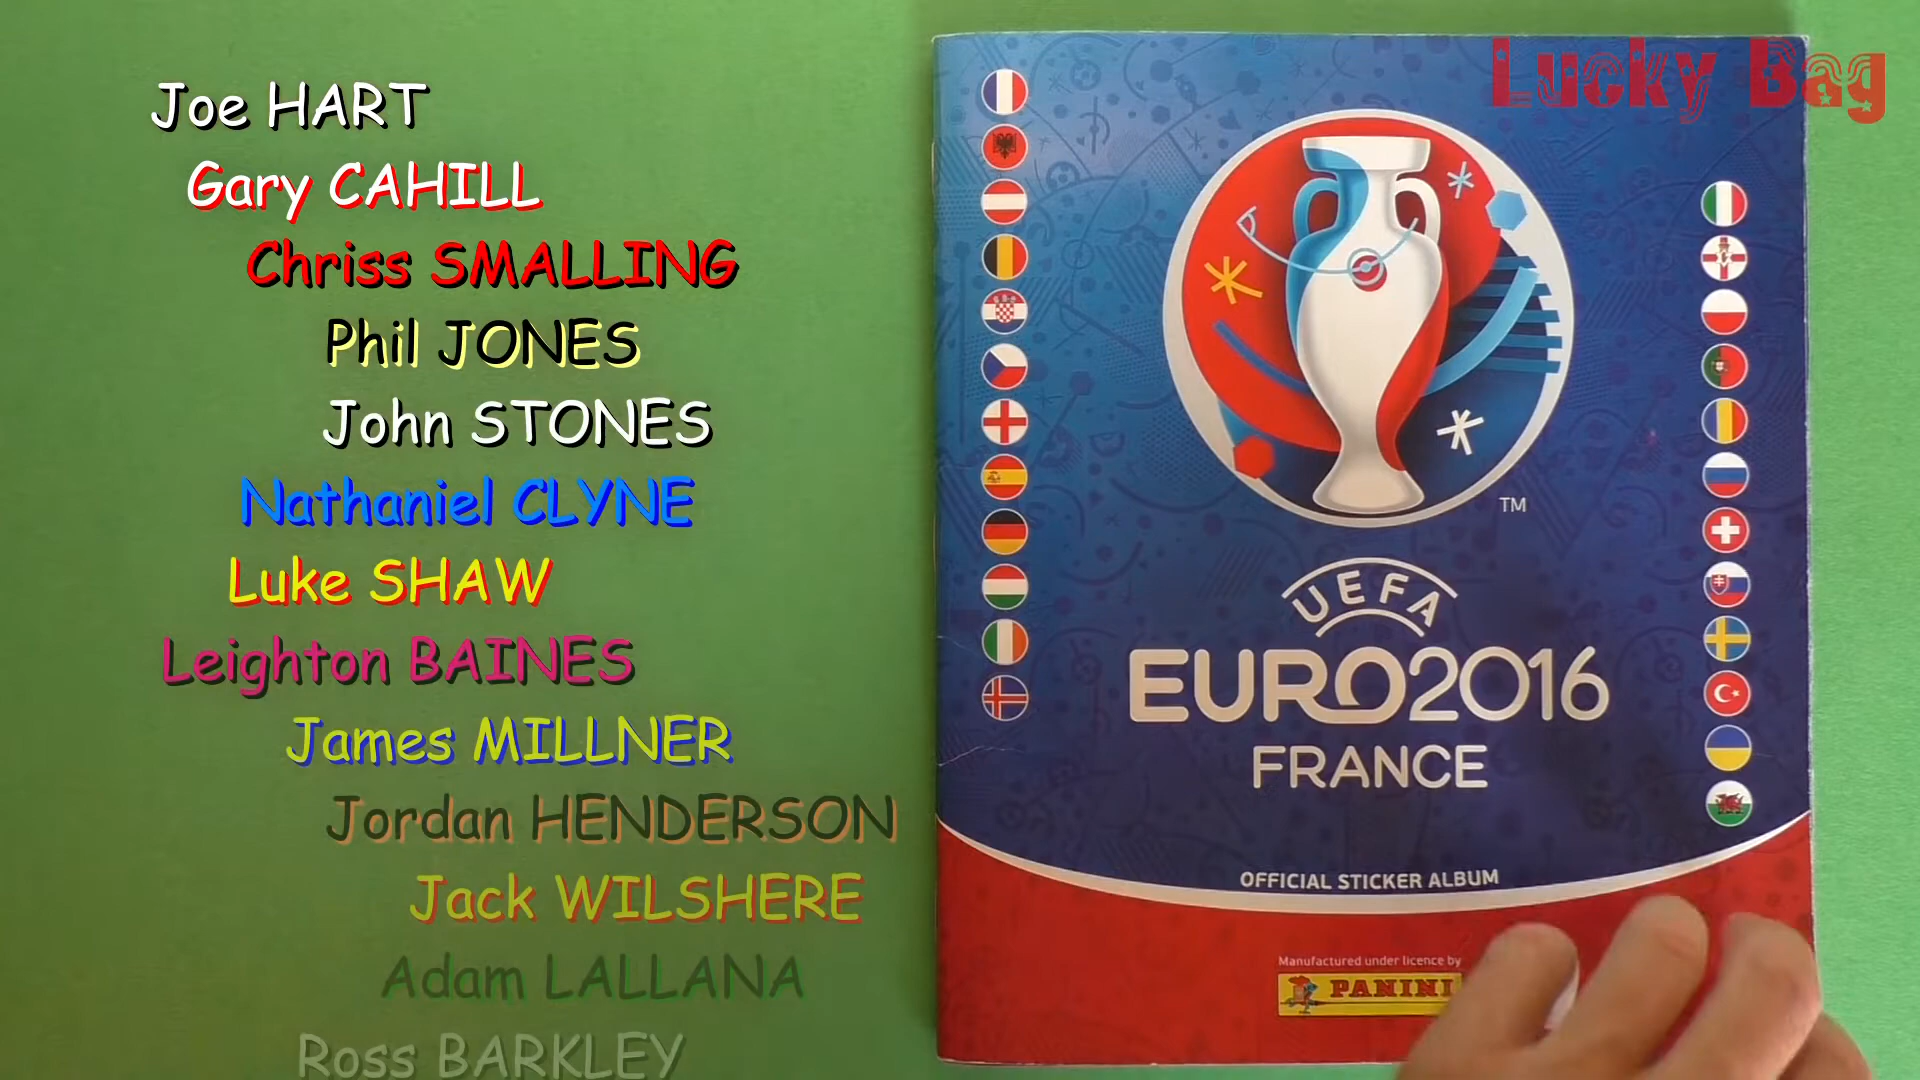 Joe HART
Gary CAHILL
Chriss SMALLING
Phil JONES
John STONES
Nathaniel CLYNE
Luke SHAW
Leighton BAINES
James MILLNER
Jordan HENDERSON
Jack WILSHERE
Adam LALLANA
Ross BARKLEY
Lucky Bag
TM
UEFA
EURO2016
FRANCE
OFFICIAL STICKER ALBUM
Manufactured under licence by
PANINI